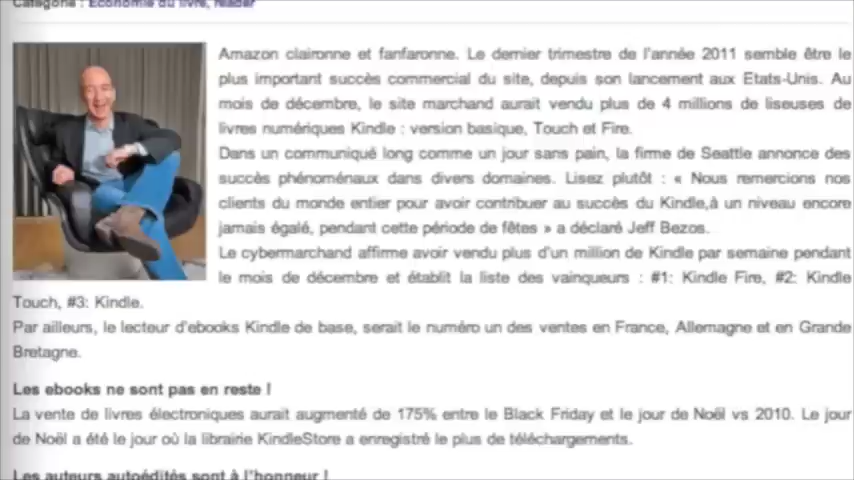 Catégorie : Economie du livre, reader
Amazon claironne et fanfaronne. Le dernier trimestre de l'année 2011 semble être le
plus important succès commercial du site, depuis son lancement aux Etats-Unis. Au
mois de décembre, le site marchand aurait vendu plus de 4 millions de liseuses de
livres numériques Kindle : version basique, Touch et Fire.
Dans un communiqué long comme un jour sans pain, la firme de Seattle annonce des
succès phénoménaux dans divers domaines. Lisez plutôt : « Nous remercions nos
clients du monde entier pour avoir contribuer au succès du Kindle,à un niveau encore
jamais égalé, pendant cette période de fêtes » a déclaré Jeff Bezos.
Le cybermarchand affirme avoir vendu plus d'un million de Kindle par semaine pendant
le mois de décembre et établit la liste des vainqueurs : #1: Kindle Fire, #2: Kindle
Touch, #3: Kindle.
Par ailleurs, le lecteur d'ebooks Kindle de base, serait le numéro un des ventes en France, Allemagne et en Grande
Bretagne.
Les ebooks ne sont pas en reste !
La vente de livres électroniques aurait augmenté de 175% entre le Black Friday et le jour de Noël vs 2010. Le jour
de Noël a été le jour où la librairie KindleStore a enregistré le plus de téléchargements.
Les auteurs autoédités sont à l'honneur !